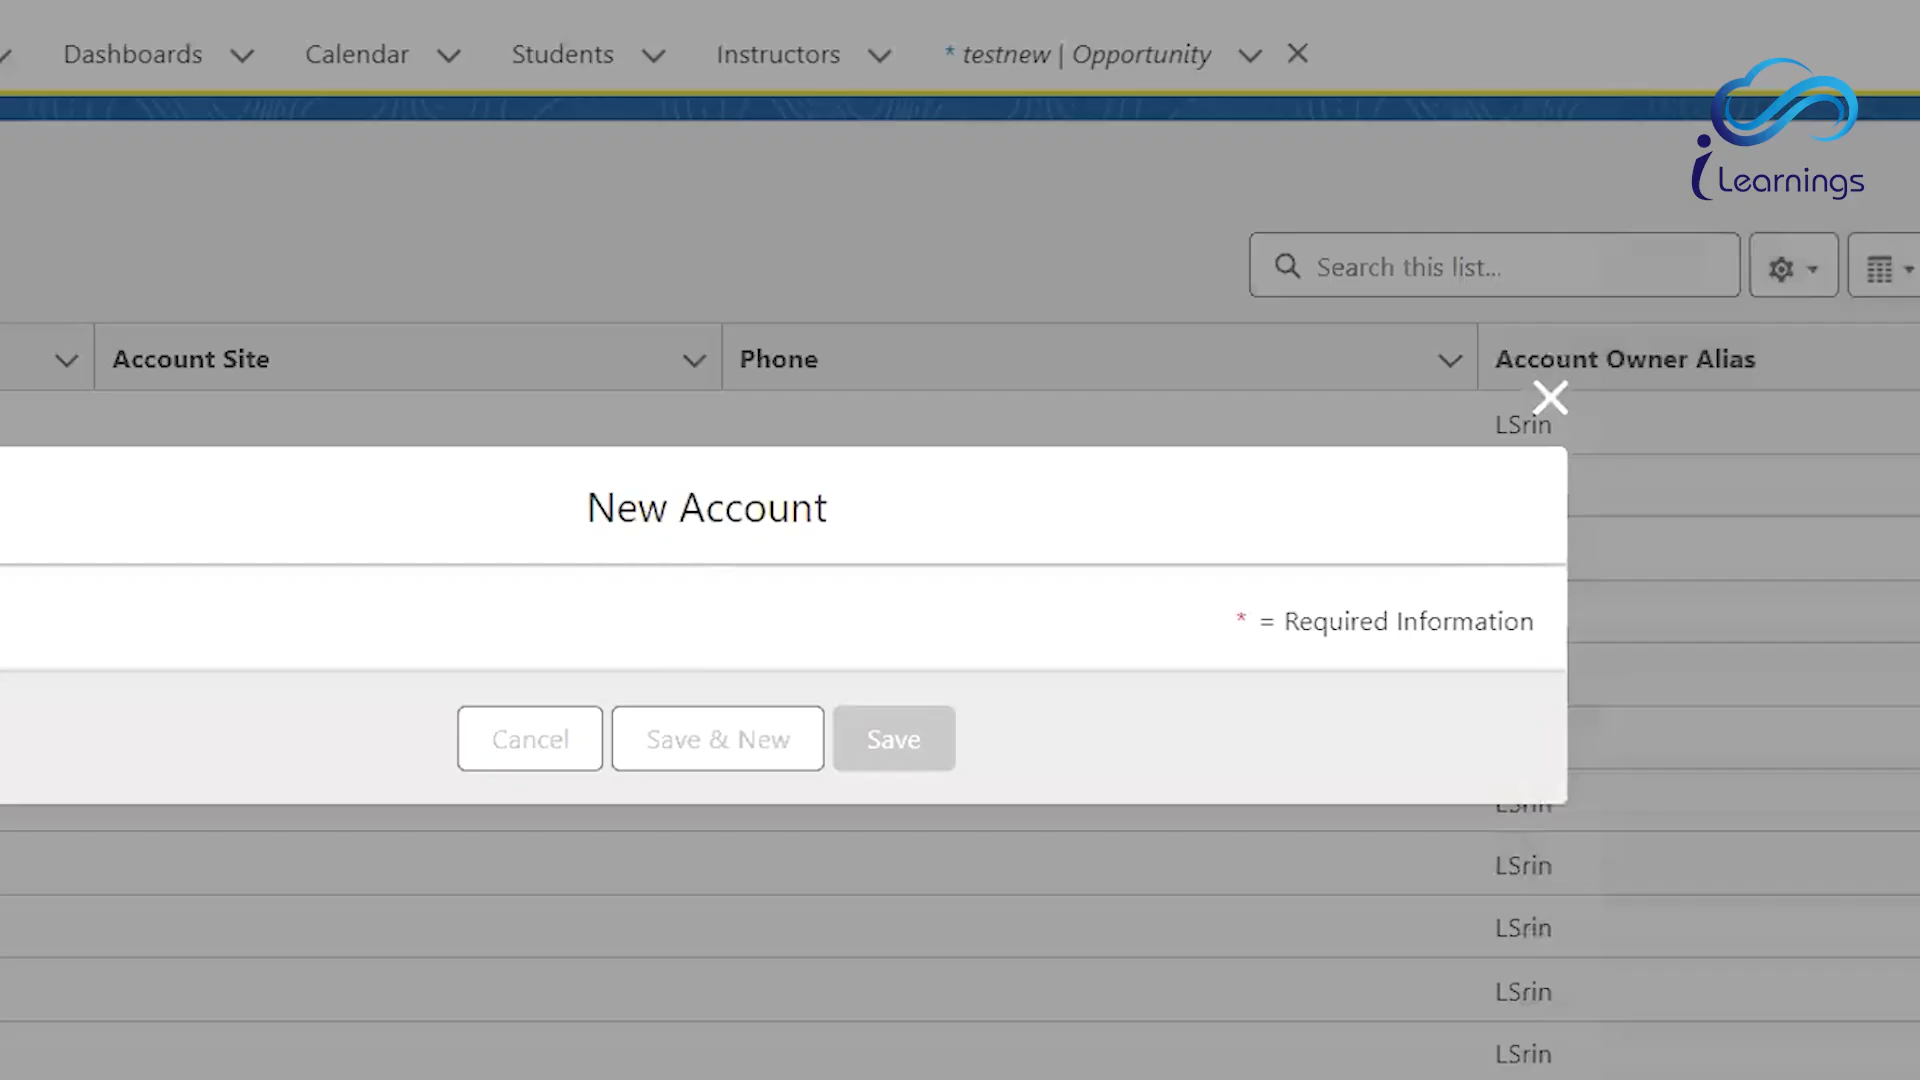 Dashboards Calendar Students Instructors * testnew | Opportunity
i Learnings
Search this list...
Account Site Phone Account Owner Alias
LSrin
New Account
* = Required Information
Cancel Save & New Save
LSrin
LSrin
LSrin
LSrin
LSrin